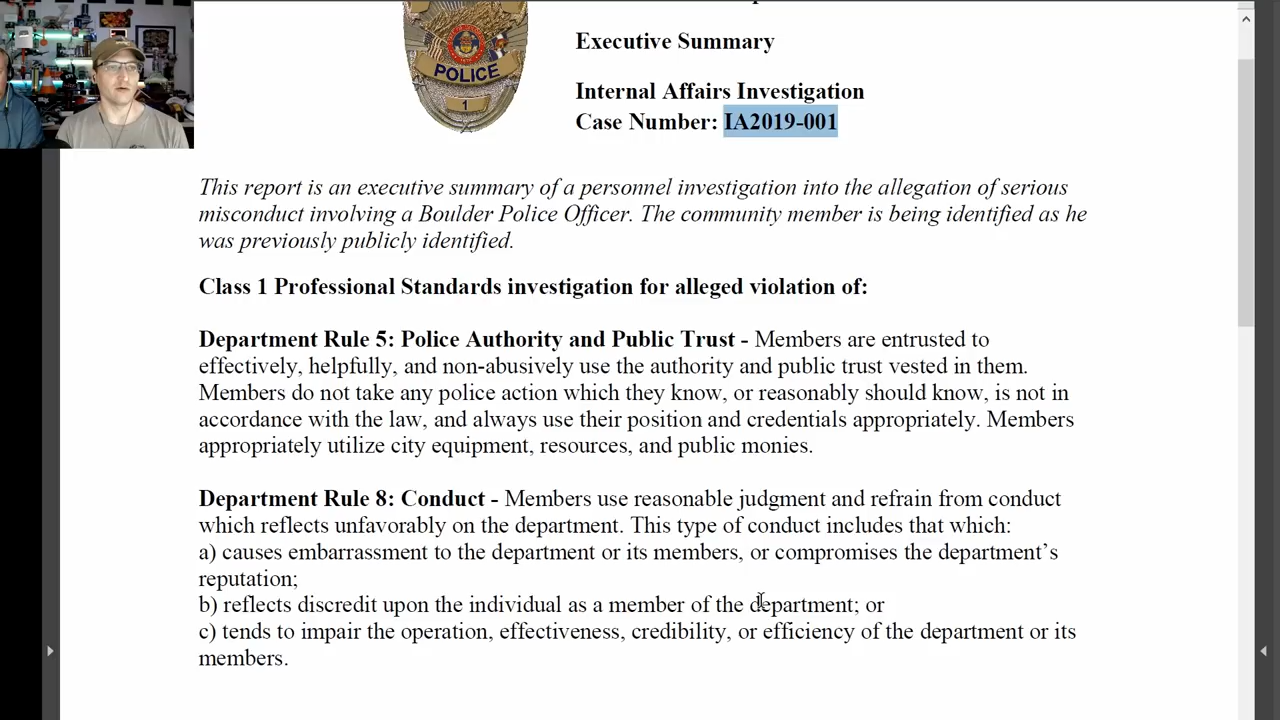 Executive Summary
Internal Affairs Investigation
Case Number: IA2019-001
POLICE
1
This report is an executive summary of a personnel investigation into the allegation of serious
misconduct involving a Boulder Police Officer. The community member is being identified as he
was previously publicly identified.
Class 1 Professional Standards investigation for alleged violation of:
Department Rule 5: Police Authority and Public Trust - Members are entrusted to
effectively, helpfully, and non-abusively use the authority and public trust vested in them.
Members do not take any police action which they know, or reasonably should know, is not in
accordance with the law, and always use their position and credentials appropriately. Members
appropriately utilize city equipment, resources, and public monies.
Department Rule 8: Conduct - Members use reasonable judgment and refrain from conduct
which reflects unfavorably on the department. This type of conduct includes that which:
a) causes embarrassment to the department or its members, or compromises the department’s
reputation;
b) reflects discredit upon the individual as a member of the department; or
c) tends to impair the operation, effectiveness, credibility, or efficiency of the department or its
members.